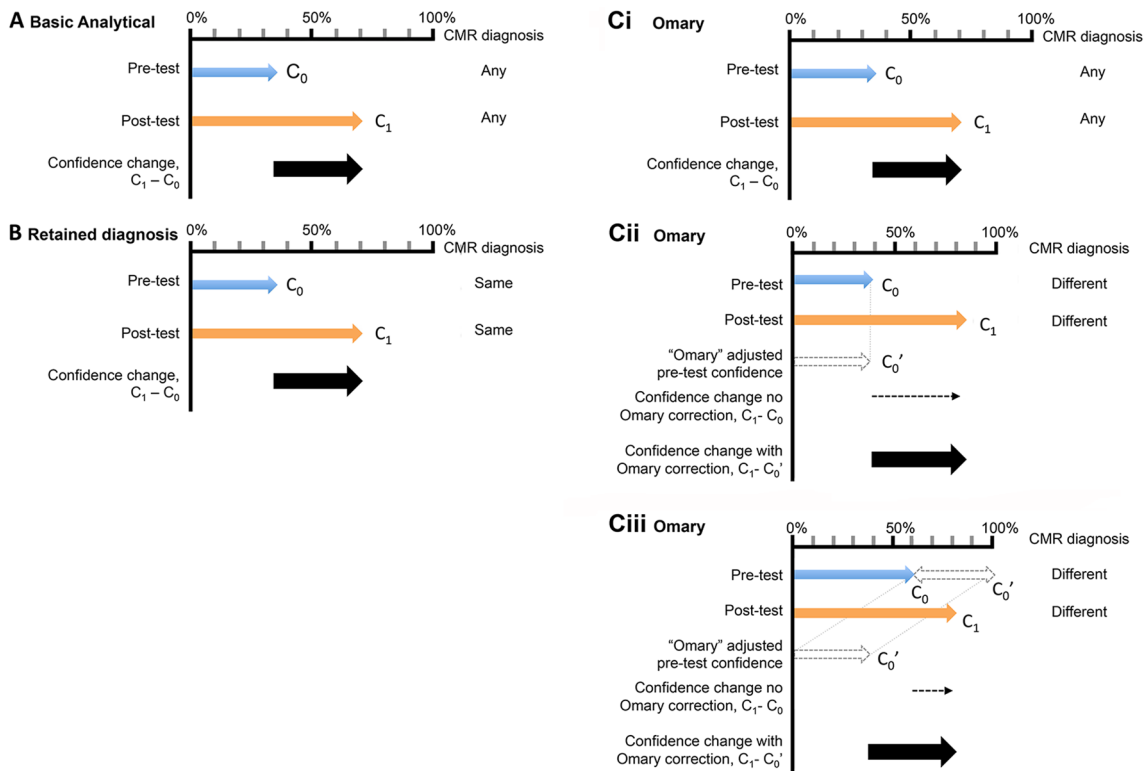 A Basic Analytical
0% 50% 100%
CMR diagnosis
Pre-test C₀ Any
Post-test C₁ Any
Confidence change,
C₁ – C₀
B Retained diagnosis
0% 50% 100%
CMR diagnosis
Pre-test C₀ Same
Post-test C₁ Same
Confidence change,
C₁ – C₀
Ci Omary
0% 50% 100%
CMR diagnosis
Pre-test C₀ Any
Post-test C₁ Any
Confidence change,
C₁ – C₀
Cii Omary
0% 50% 100%
CMR diagnosis
Pre-test C₀ Different
Post-test C₁ Different
“Omary” adjusted
pre-test confidence C₀’
Confidence change no
Omary correction, C₁- C₀
Confidence change with
Omary correction, C₁- C₀’
Ciii Omary
0% 50% 100%
CMR diagnosis
Pre-test C₀ C₀’ Different
Post-test C₁ Different
“Omary” adjusted
pre-test confidence C₀’
Confidence change no
Omary correction, C₁- C₀
Confidence change with
Omary correction, C₁- C₀’